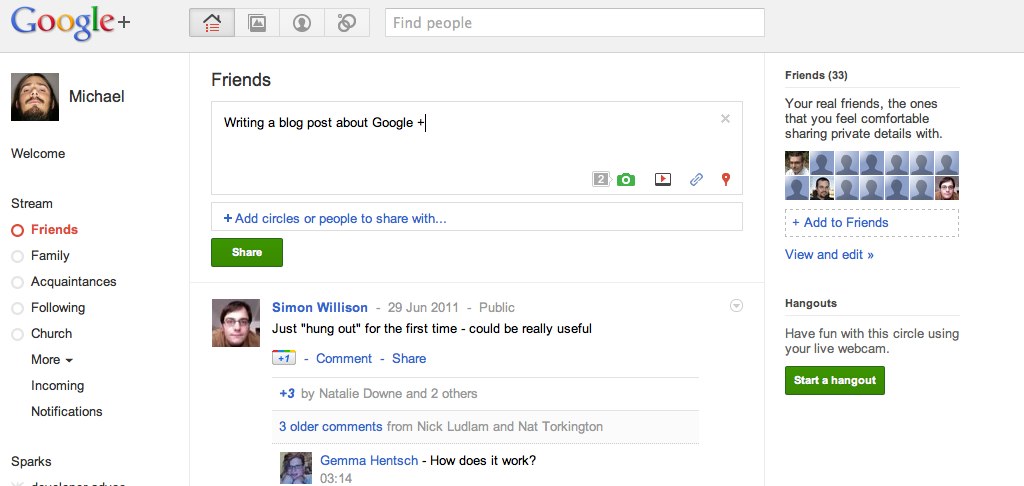 Google+
Find people
Michael
Welcome
Stream
Friends
Family
Acquaintances
Following
Church
More
Incoming
Notifications
Sparks
Friends
Writing a blog post about Google +
2
+ Add circles or people to share with...
Share
Simon Willison - 29 Jun 2011 - Public
Just "hung out" for the first time - could be really useful
+1 - Comment - Share
+3 by Natalie Downe and 2 others
3 older comments from Nick Ludlam and Nat Torkington
Gemma Hentsch - How does it work?
03:14
Friends (33)
Your real friends, the ones
that you feel comfortable
sharing private details with.
+ Add to Friends
View and edit »
Hangouts
Have fun with this circle using
your live webcam.
Start a hangout